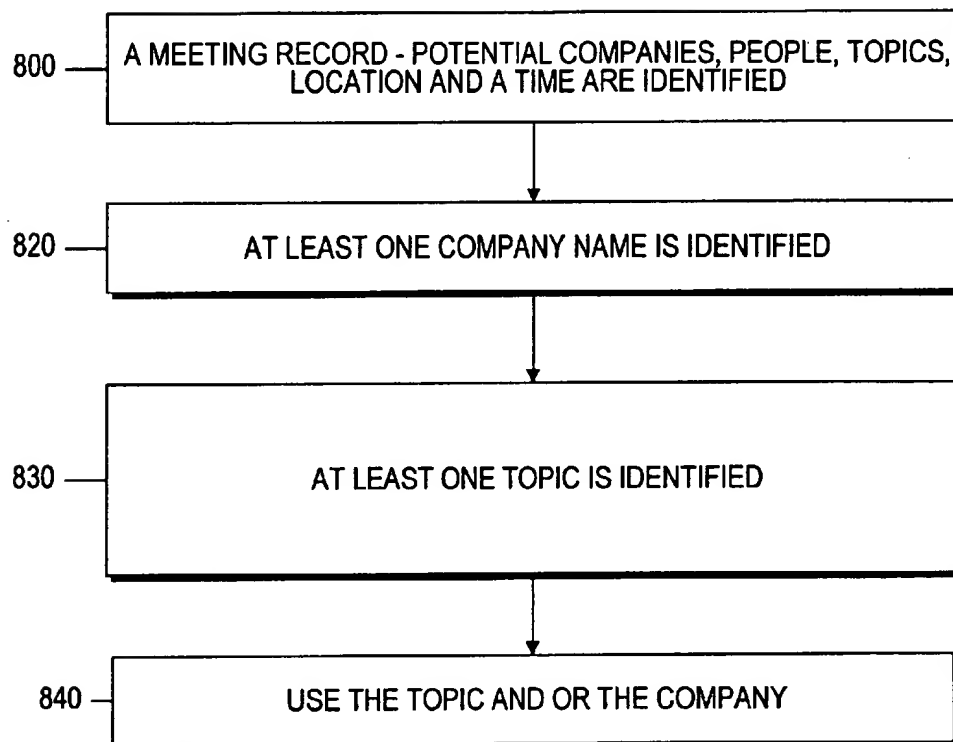 800
A MEETING RECORD - POTENTIAL COMPANIES, PEOPLE, TOPICS,
LOCATION AND A TIME ARE IDENTIFIED
820
AT LEAST ONE COMPANY NAME IS IDENTIFIED
830
AT LEAST ONE TOPIC IS IDENTIFIED
840
USE THE TOPIC AND OR THE COMPANY